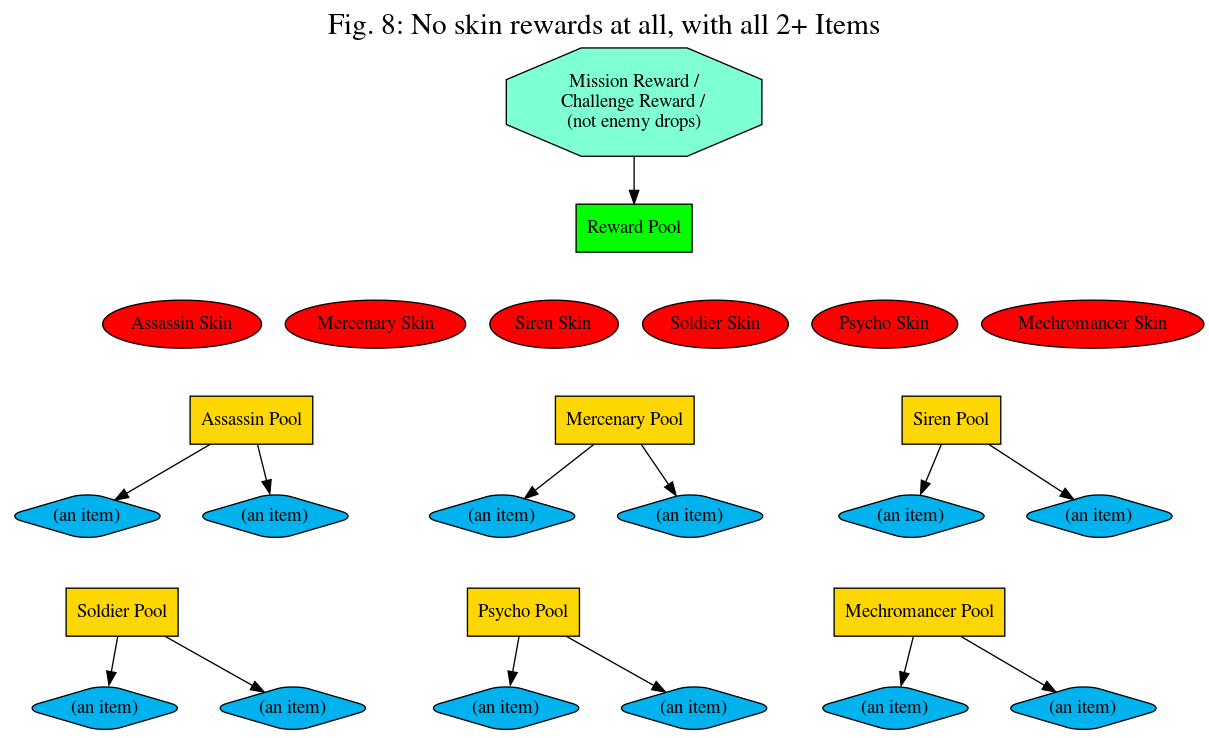 Fig. 8: No skin rewards at all, with all 2+ Items
Mission Reward /
Challenge Reward /
(not enemy drops)
Reward Pool
Assassin Skin
Mercenary Skin
Siren Skin
Soldier Skin
Psycho Skin
Mechromancer Skin
Assassin Pool
Mercenary Pool
Siren Pool
(an item)
(an item)
(an item)
(an item)
(an item)
(an item)
Soldier Pool
Psycho Pool
Mechromancer Pool
(an item)
(an item)
(an item)
(an item)
(an item)
(an item)